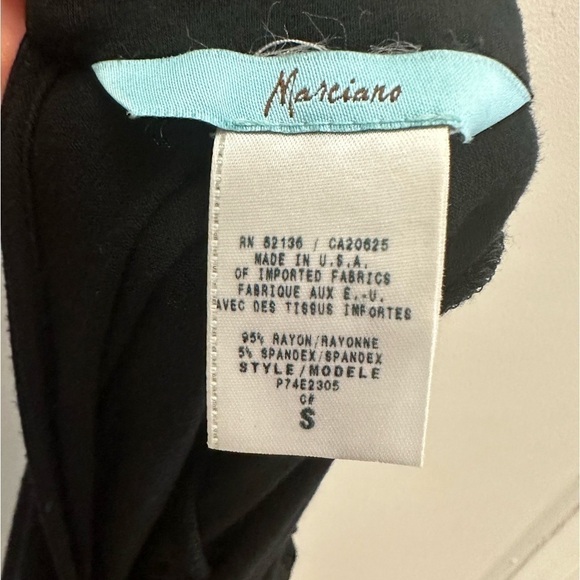 Marciano
RN 62136 / CA20625
MADE IN U.S.A.
OF IMPORTED FABRICS
FABRIQUE AUX E.-U.
AVEC DES TISSUS IMPORTES
95% RAYON/RAYONNE
5% SPANDEX/SPANDEX
STYLE/MODELE
P74E2305
C#
S